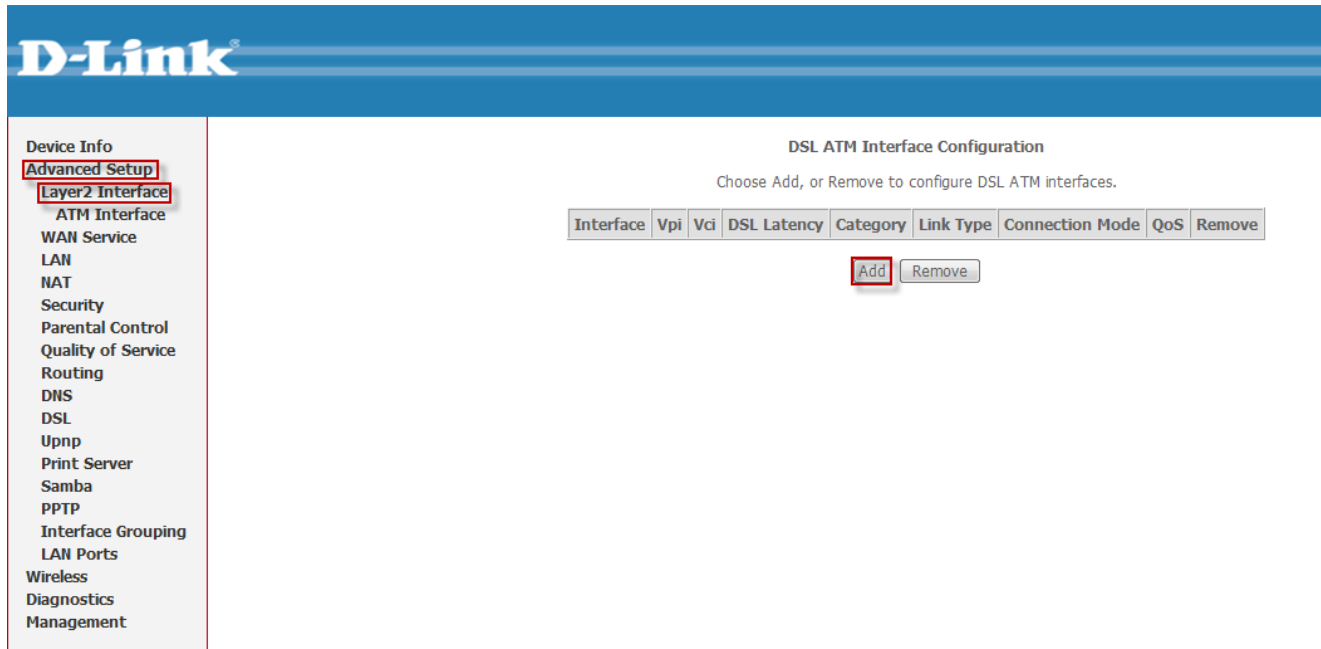 D-Link®
Device Info
Advanced Setup
Layer2 Interface
ATM Interface
WAN Service
LAN
NAT
Security
Parental Control
Quality of Service
Routing
DNS
DSL
Upnp
Print Server
Samba
PPTP
Interface Grouping
LAN Ports
Wireless
Diagnostics
Management
DSL ATM Interface Configuration
Choose Add, or Remove to configure DSL ATM interfaces.
Interface Vpi Vci DSL Latency Category Link Type Connection Mode QoS Remove
Add Remove